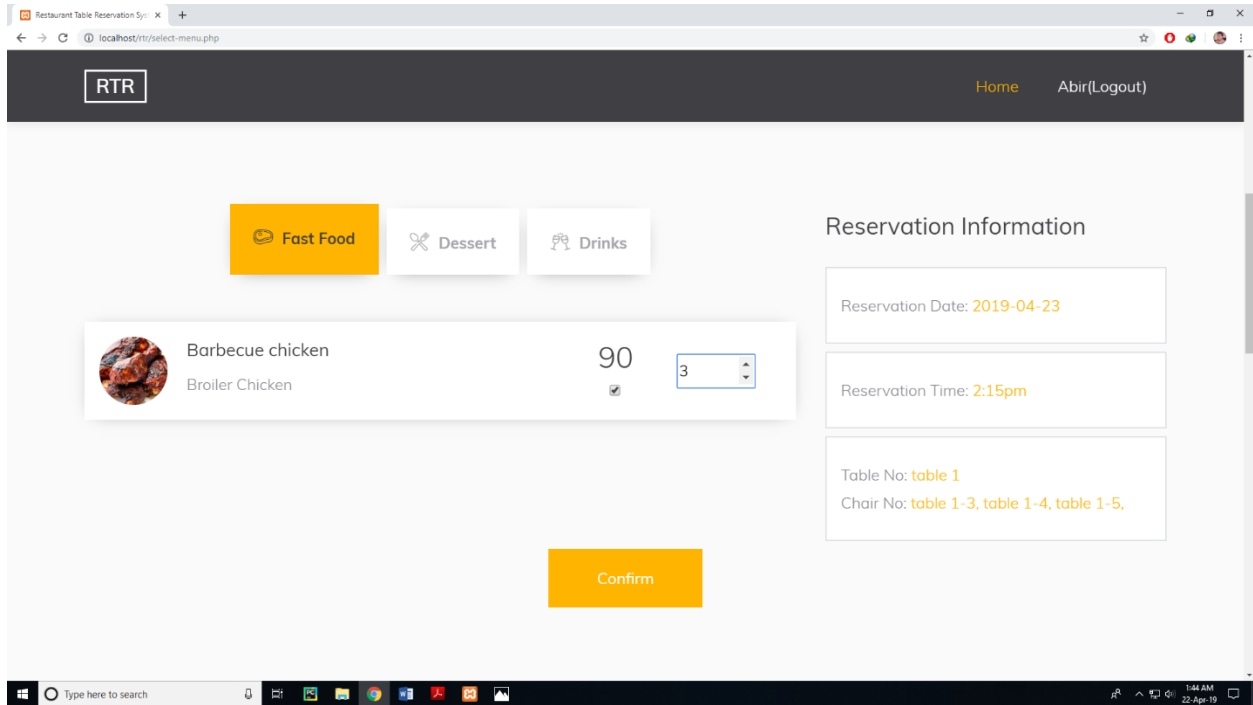 Restaurant Table Reservation Sys
localhost/rtr/select-menu.php
RTR
Home
Abir(Logout)
Fast Food
Dessert
Drinks
Barbecue chicken
Broiler Chicken
90
3
Reservation Information
Reservation Date: 2019-04-23
Reservation Time: 2:15pm
Table No: table 1
Chair No: table 1-3, table 1-4, table 1-5,
Confirm
Type here to search
1:44 AM
22-Apr-19